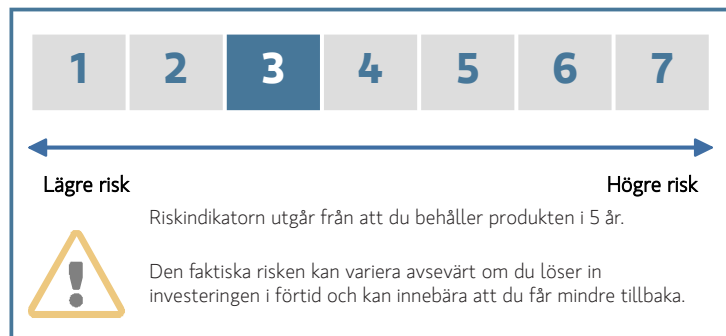 1 2 3 4 5 6 7
Lägre risk Högre risk
Riskindikatorn utgår från att du behåller produkten i 5 år.
Den faktiska risken kan variera avsevärt om du löser in
investeringen i förtid och kan innebära att du får mindre tillbaka.